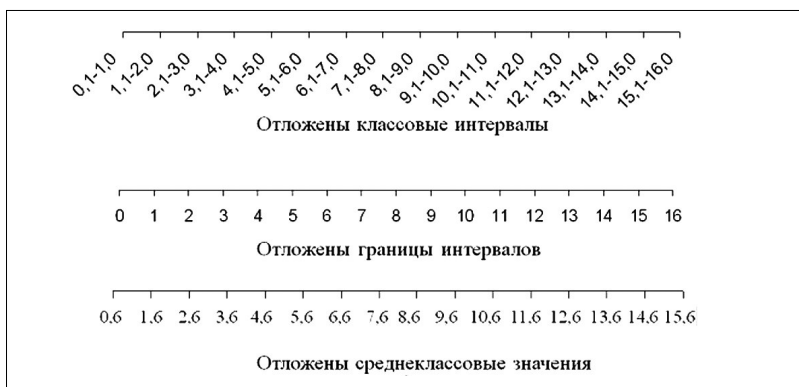 0,1-1,0 1,1-2,0 2,1-3,0 3,1-4,0 4,1-5,0 5,1-6,0 6,1-7,0 7,1-8,0 8,1-9,0 9,1-10,0 10,1-11,0 11,1-12,0 12,1-13,0 13,1-14,0 14,1-15,0 15,1-16,0
Отложены классовые интервалы
0 1 2 3 4 5 6 7 8 9 10 11 12 13 14 15 16
Отложены границы интервалов
0,6 1,6 2,6 3,6 4,6 5,6 6,6 7,6 8,6 9,6 10,6 11,6 12,6 13,6 14,6 15,6
Отложены среднеклассовые значения